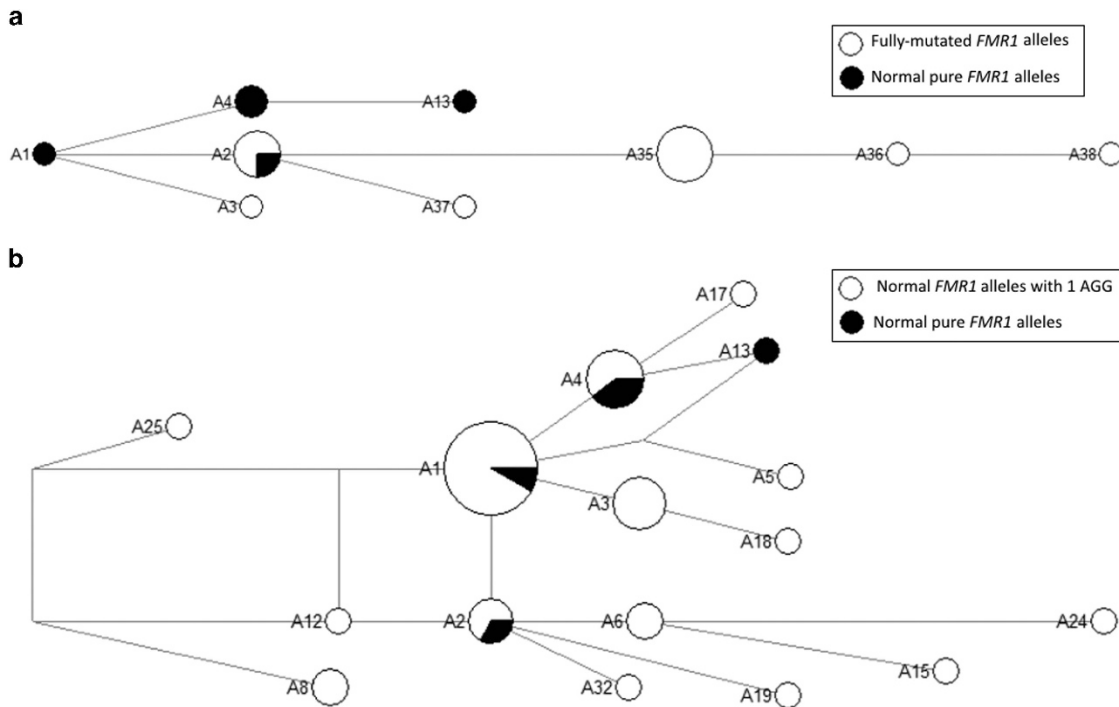 a
Fully-mutated FMR1 alleles
Normal pure FMR1 alleles
A4
A13
A1
A2
A35
A36
A38
A3
A37
b
Normal FMR1 alleles with 1 AGG
Normal pure FMR1 alleles
A17
A13
A4
A25
A1
A5
A3
A18
A12
A2
A6
A24
A15
A8
A32
A19